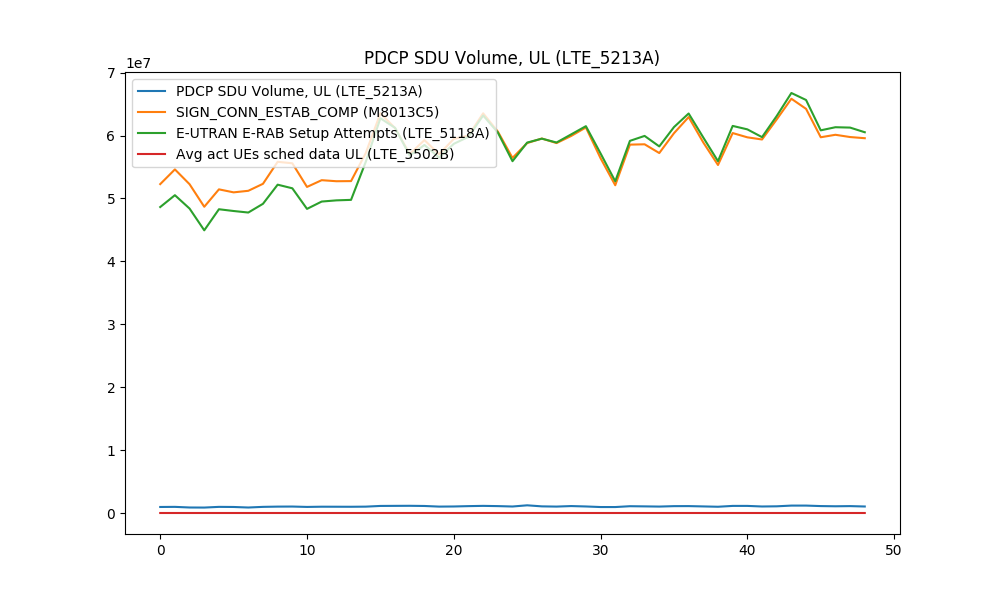 PDCP SDU Volume, UL (LTE_5213A)
1e7
PDCP SDU Volume, UL (LTE_5213A)
SIGN_CONN_ESTAB_COMP (M8013C5)
E-UTRAN E-RAB Setup Attempts (LTE_5118A)
Avg act UEs sched data UL (LTE_5502B)
7
6
5
4
3
2
1
0
0 10 20 30 40 50